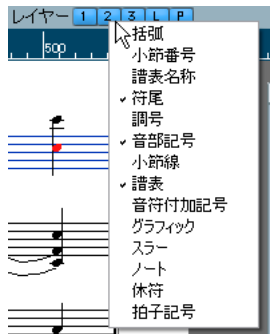 レイヤー 1 2 3 L P
500
括弧
小節番号
譜表名称
✓符尾
調号
✓音部記号
小節線
✓譜表
音符付加記号
グラフィック
スラー
ノート
休符
拍子記号